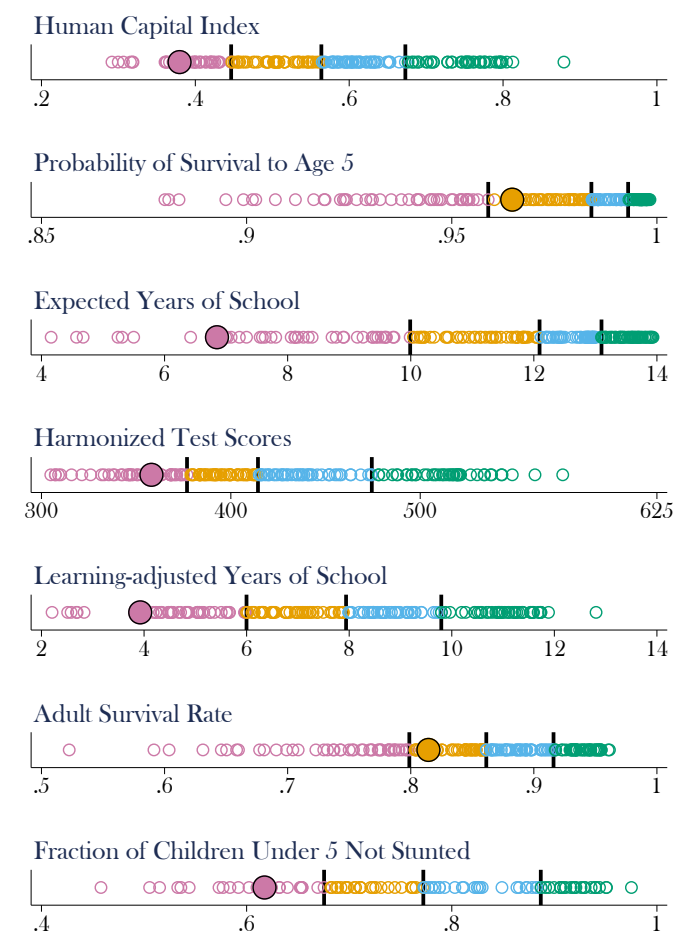 Human Capital Index
.2 .4 .6 .8 1
Probability of Survival to Age 5
.85 .9 .95 1
Expected Years of School
4 6 8 10 12 14
Harmonized Test Scores
300 400 500 625
Learning-adjusted Years of School
2 4 6 8 10 12 14
Adult Survival Rate
.5 .6 .7 .8 .9 1
Fraction of Children Under 5 Not Stunted
.4 .6 .8 1